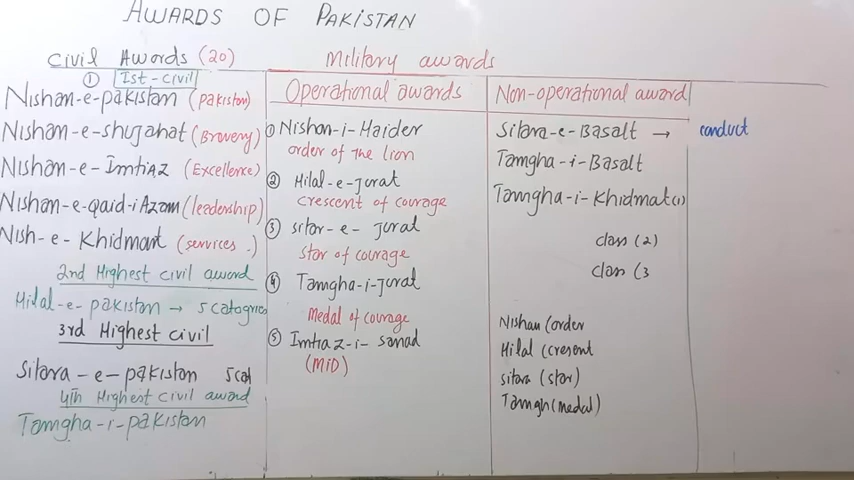 AWARDS OF PAKISTAN
Civil Awards (20)
① Ist-civil
Nishan-e-pakistan (pakistan)
Nishan-e-shujahat (Bravery)
Nishan-e-Imtiaz (Excellence)
Nishan-e-qaid-i Azam (leadership)
Nish-e-Khidmant (services.)
2nd Highest civil award
Hilal-e-pakistan → 5 catogries
3rd Highest civil
Sitara-e-pakistan 5cat
4th Highest civil award
Tamgha-i-pakistan
Military awards
Operational awards
① Nishan-i-Haider
order of the lion
② Hilal-e-jurat
crescent of courage
③ sitar-e-jurat
star of courage
④ Tamgha-i-jurat
Medal of courage
⑤ Imtiaz-i-sanad
(MID)
Non-operational award
Sitara-e-Basalt → conduct
Tamgha-i-Basalt
Tamgha-i-Khidmat(1)
class (2)
class (3
Nishan (order
Hilal (cresent
sitara (star)
Tamgh(medal)